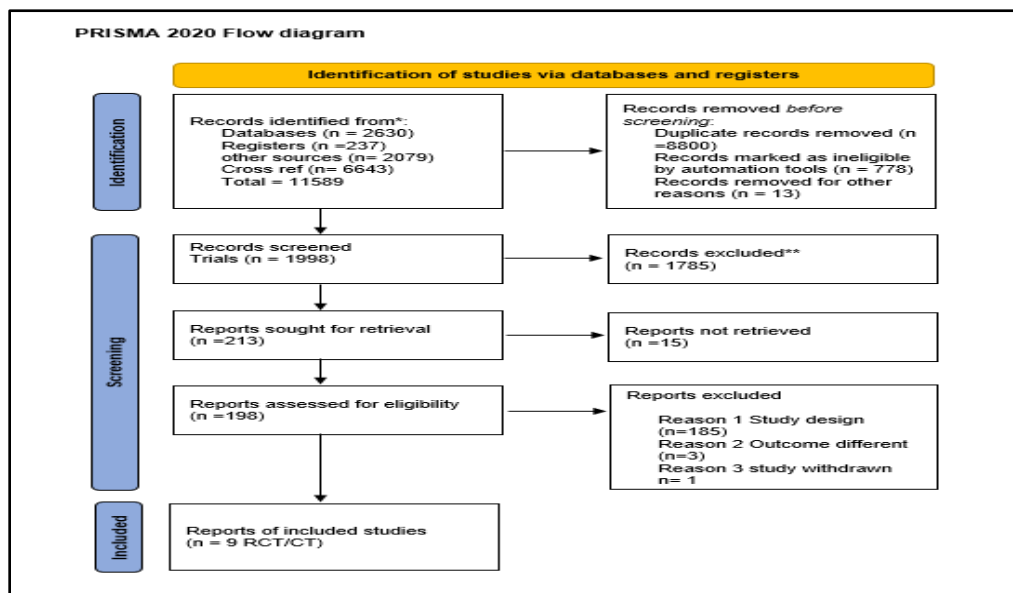 PRISMA 2020 Flow diagram
Identification of studies via databases and registers
Identification
Records identified from*:
Databases (n = 2630)
Registers (n =237)
other sources (n= 2079)
Cross ref (n= 6643)
Total = 11589
Records removed before
screening:
Duplicate records removed (n
=8800)
Records marked as ineligible
by automation tools (n = 778)
Records removed for other
reasons (n = 13)
Screening
Records screened
Trials (n = 1998)
Records excluded**
(n = 1785)
Reports sought for retrieval
(n =213)
Reports not retrieved
(n =15)
Reports assessed for eligibility
(n =198)
Reports excluded
Reason 1 Study design
(n=185)
Reason 2 Outcome different
(n=3)
Reason 3 study withdrawn
n= 1
Included
Reports of included studies
(n = 9 RCT/CT)